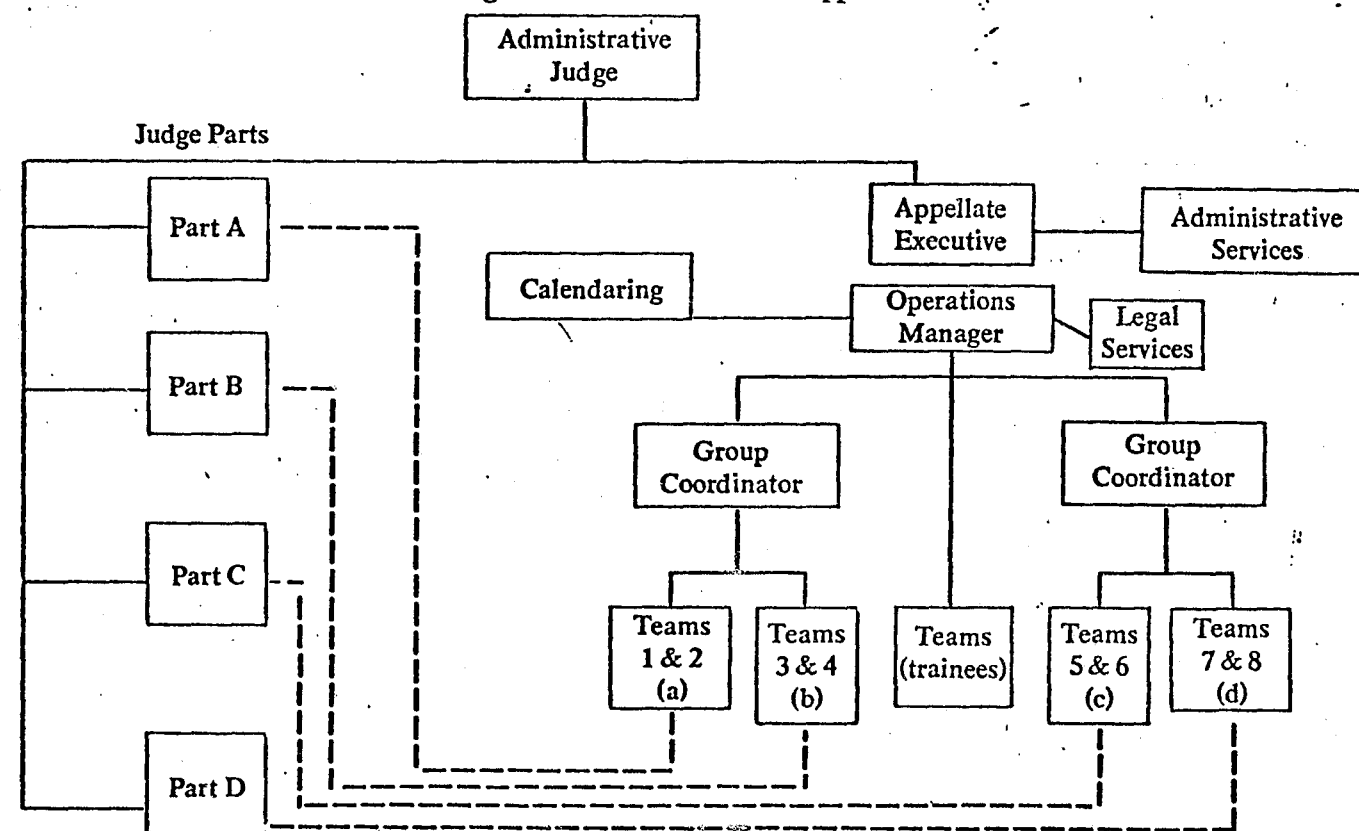 Administrative
Judge
Judge Parts
Part A
Appellate
Executive
Administrative
Services
Calendaring
Operations
Manager
Legal
Services
Part B
Group
Coordinator
Group
Coordinator
Part C
Teams
1 & 2
(a)
Teams
3 & 4
(b)
Teams
(trainees)
Teams
5 & 6
(c)
Teams
7 & 8
(d)
Part D